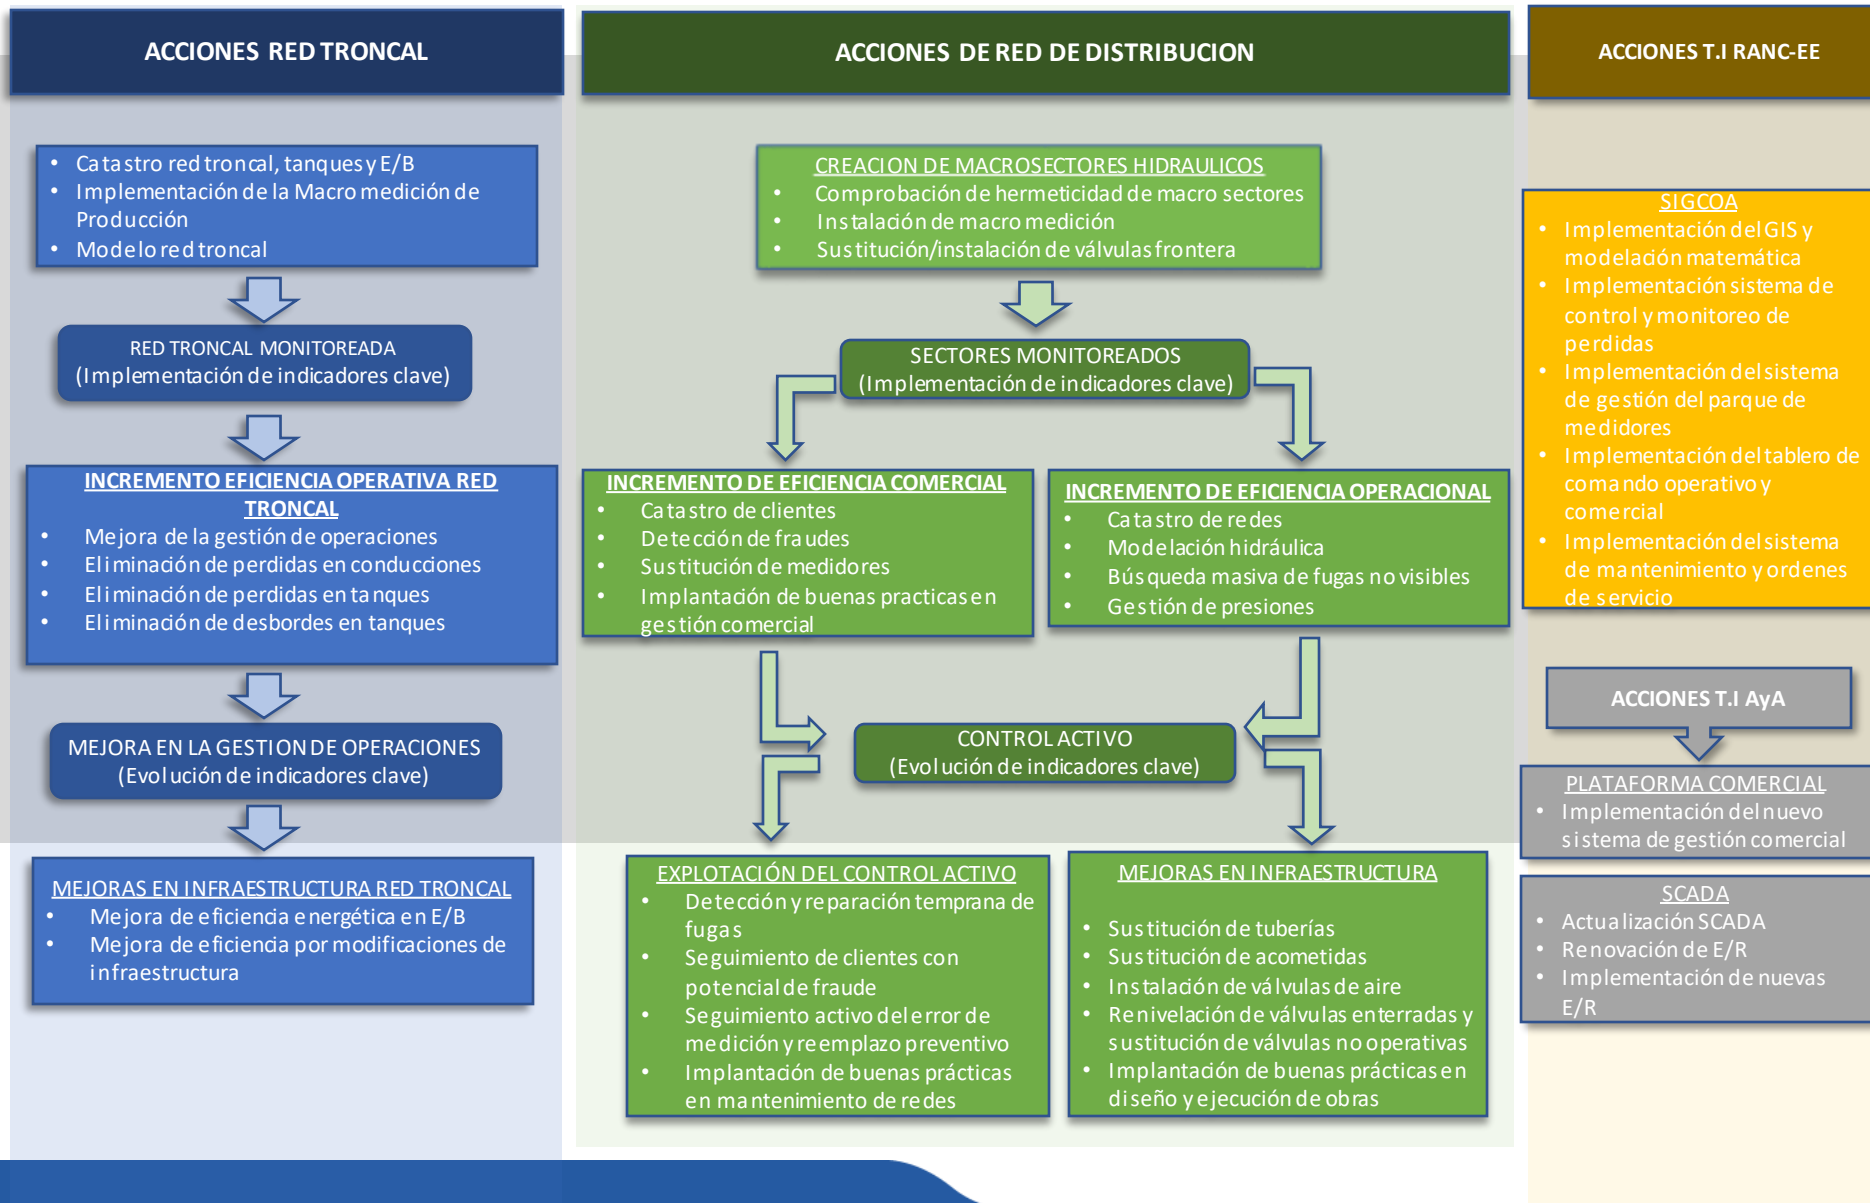 ACCIONES RED TRONCAL
Catastro red troncal, tanques y E/B
Implementación de la Macro medición de
Producción
Modelo red troncal
RED TRONCAL MONITOREADA
(Implementación de indicadores clave)
INCREMENTO EFICIENCIA OPERATIVA RED
TRONCAL
Mejora de la gestión de operaciones
Eliminación de perdidas en conducciones
Eliminación de perdidas en tanques
Eliminación de desbordes en tanques
MEJORA EN LA GESTION DE OPERACIONES
(Evolución de indicadores clave)
MEJORAS EN INFRAESTRUCTURA RED TRONCAL
Mejora de eficiencia energética en E/B
Mejora de eficiencia por modificaciones de
infraestructura
ACCIONES DE RED DE DISTRIBUCION
CREACION DE MACROSECTORES HIDRAULICOS
Comprobación de hermeticidad de macro sectores
Instalación de macro medición
Sustitución/instalación de válvulas frontera
SECTORES MONITOREADOS
(Implementación de indicadores clave)
INCREMENTO DE EFICIENCIA COMERCIAL
Catastro de clientes
Detección de fraudes
Sustitución de medidores
Implantación de buenas practicas en
gestión comercial
INCREMENTO DE EFICIENCIA OPERACIONAL
Catastro de redes
Modelación hidráulica
Búsqueda masiva de fugas no visibles
Gestión de presiones
CONTROL ACTIVO
(Evolución de indicadores clave)
EXPLOTACIÓN DEL CONTROL ACTIVO
Detección y reparación temprana de
fugas
Seguimiento de clientes con
potencial de fraude
Seguimiento activo del error de
medición y reemplazo preventivo
Implantación de buenas prácticas
en mantenimiento de redes
MEJORAS EN INFRAESTRUCTURA
Sustitución de tuberías
Sustitución de acometidas
Instalación de válvulas de aire
Renivelación de válvulas enterradas y
sustitución de válvulas no operativas
Implantación de buenas prácticas en
diseño y ejecución de obras
ACCIONES T.I RANC-EE
SIGCOA
Implementación del GIS y
modelación matemática
Implementación sistema de
control y monitoreo de
perdidas
Implementación del sistema
de gestión del parque de
medidores
Implementación del tablero de
comando operativo y
comercial
Implementación del sistema
de mantenimiento y ordenes
de servicio
ACCIONES T.I AyA
PLATAFORMA COMERCIAL
Implementación del nuevo
sistema de gestión comercial
SCADA
Actualización SCADA
Renovación de E/R
Implementación de nuevas
E/R